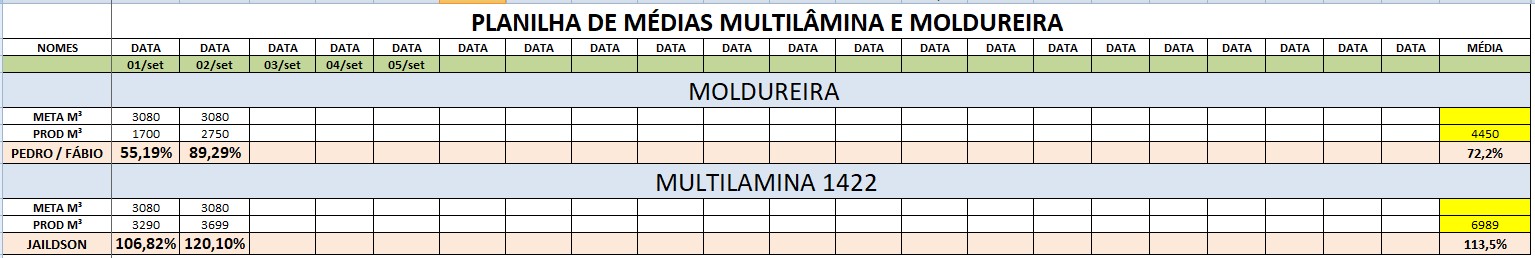 PLANILHA DE MÉDIAS MULTILÂMINA E MOLDUREIRA
NOMES DATA DATA DATA DATA DATA DATA DATA DATA DATA DATA DATA DATA DATA DATA DATA DATA DATA DATA DATA DATA DATA MÉDIA
01/set 02/set 03/set 04/set 05/set
MOLDUREIRA
META M³ 3080 3080
PROD M³ 1700 2750 4450
PEDRO / FÁBIO 55,19% 89,29% 72,2%
MULTILAMINA 1422
META M³ 3080 3080
PROD M³ 3290 3699 6989
JAILDSON 106,82% 120,10% 113,5%